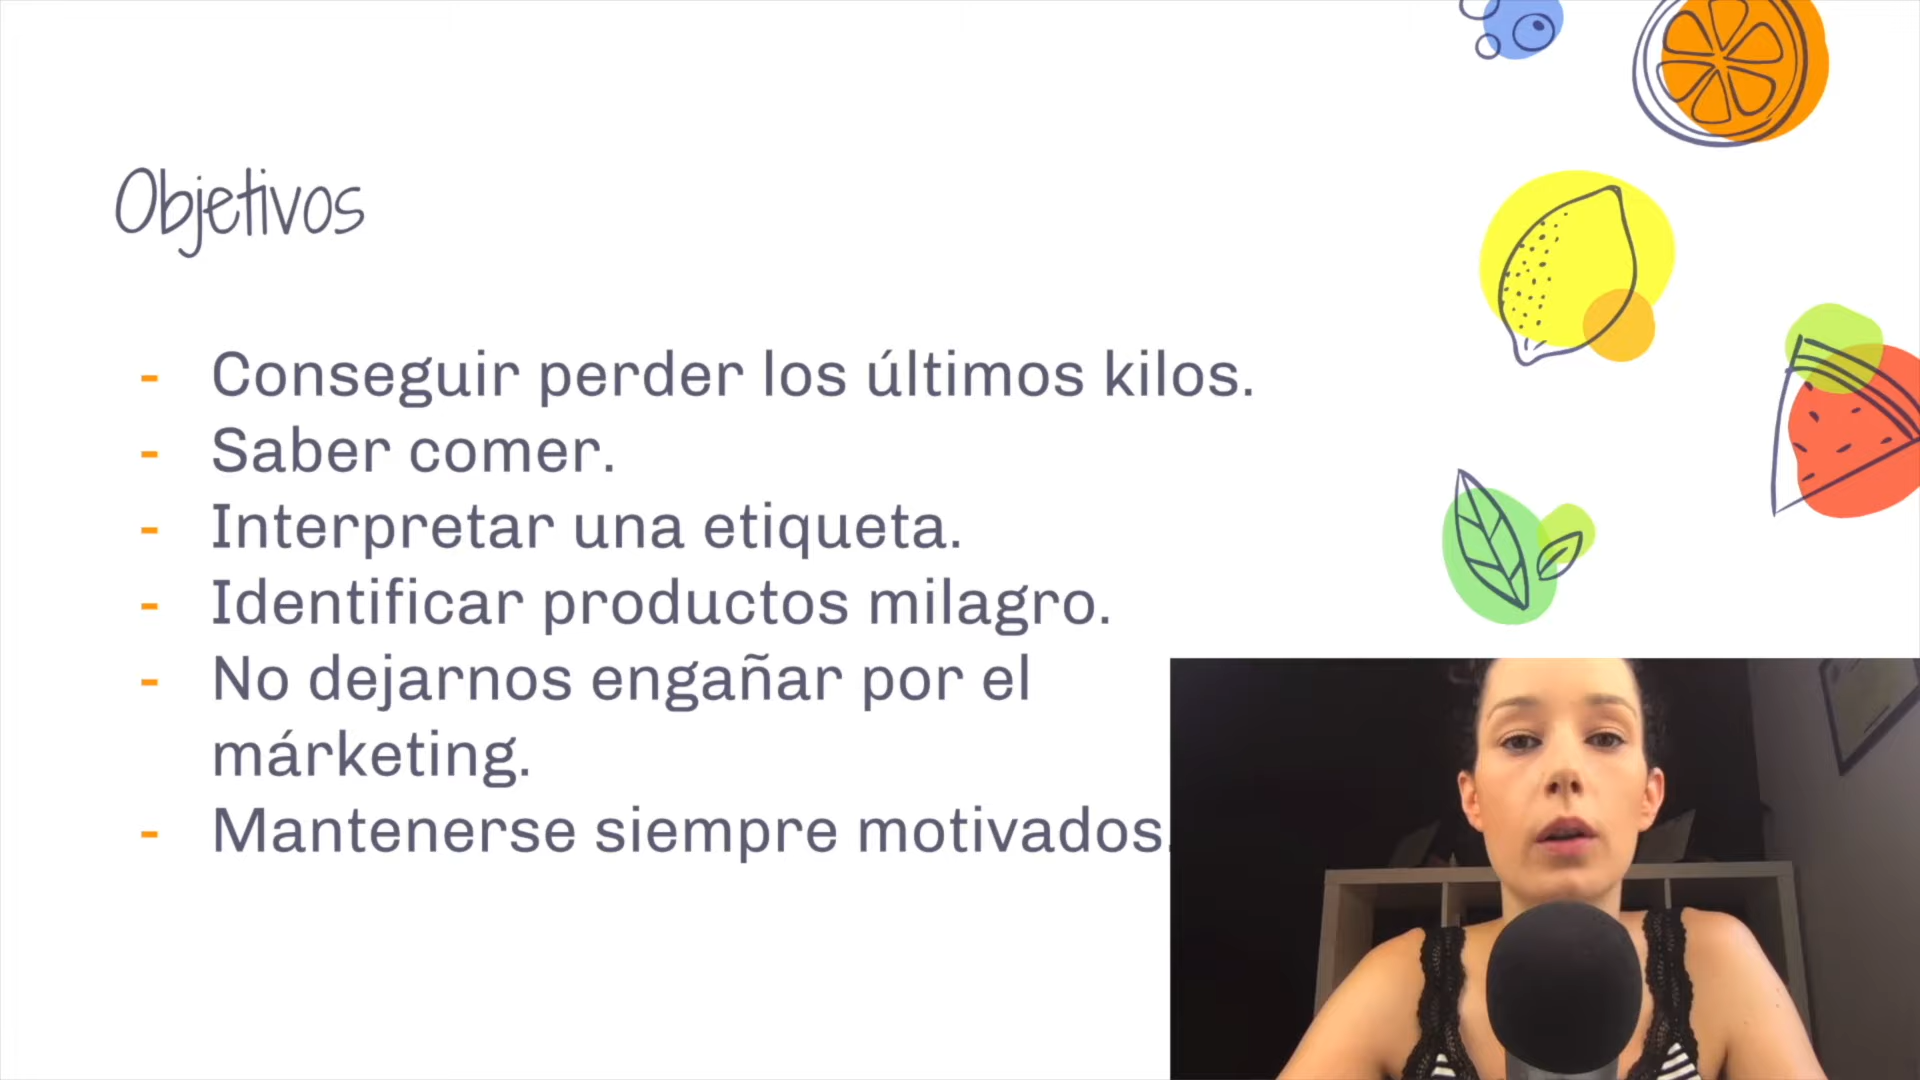 Objetivos
- Conseguir perder los últimos kilos.
- Saber comer.
- Interpretar una etiqueta.
- Identificar productos milagro.
- No dejarnos engañar por el
márketing.
- Mantenerse siempre motivados.